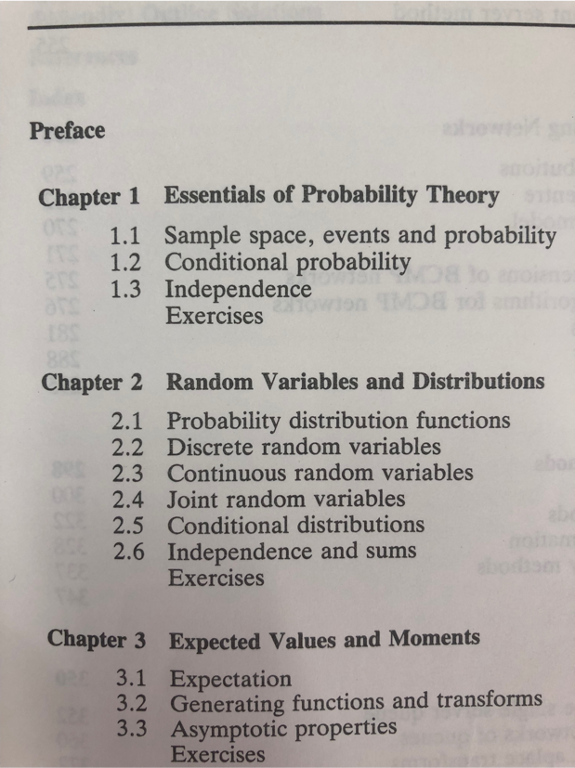 Preface
Chapter 1 Essentials of Probability Theory
1.1 Sample space, events and probability
1.2 Conditional probability
1.3 Independence
Exercises
Chapter 2 Random Variables and Distributions
2.1 Probability distribution functions
2.2 Discrete random variables
2.3 Continuous random variables
2.4 Joint random variables
2.5 Conditional distributions
2.6 Independence and sums
Exercises
Chapter 3 Expected Values and Moments
3.1 Expectation
3.2 Generating functions and transforms
3.3 Asymptotic properties
Exercises